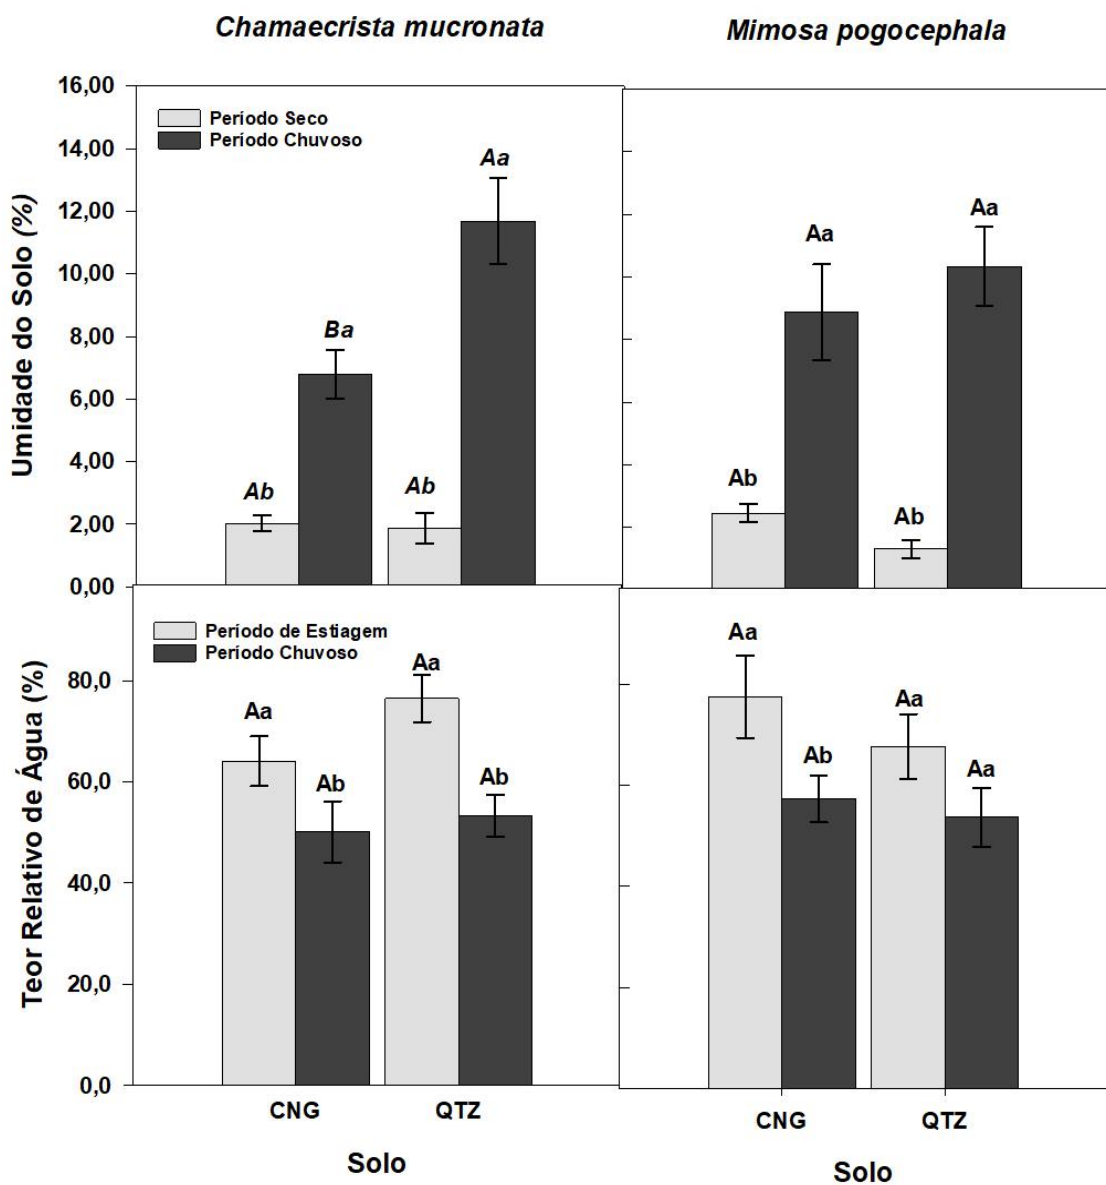 Chamaecrista mucronata
Mimosa pogocephala
Umidade do Solo (%)
16,00
14,00
12,00
10,00
8,00
6,00
4,00
2,00
0,00
Período Seco
Período Chuvoso
Ab
Ba
Ab
Aa
Ab
Aa
Ab
Aa
Teor Relativo de Água (%)
80,0
60,0
40,0
20,0
0,0
Período de Estiagem
Período Chuvoso
Aa
Ab
Aa
Ab
Aa
Ab
Aa
Aa
CNG
QTZ
CNG
QTZ
Solo
Solo